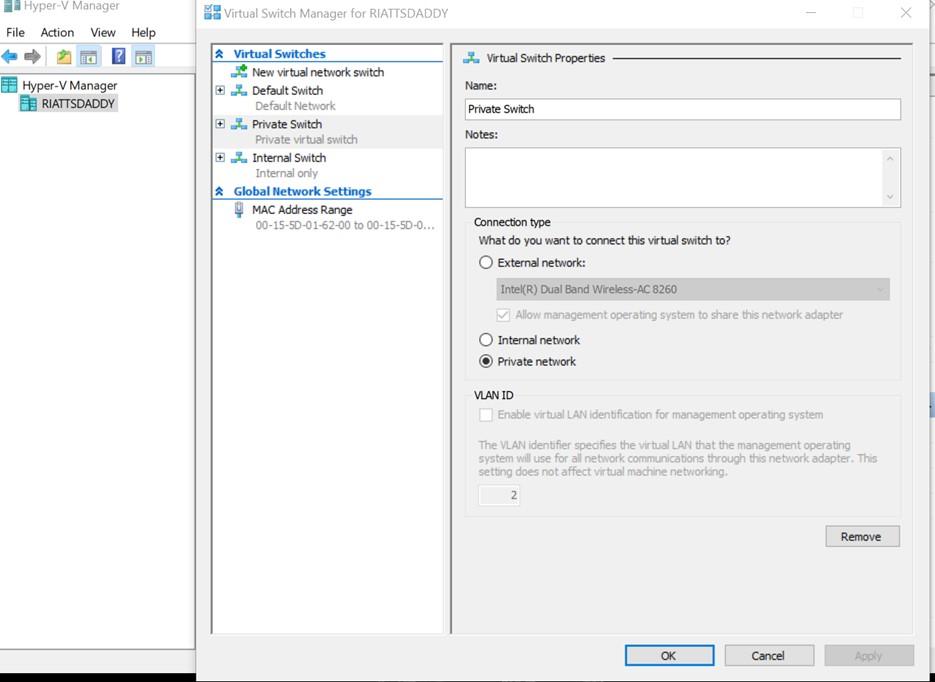 Hyper-V Manager
File Action View Help
Hyper-V Manager
RIATTSDADDY
Virtual Switch Manager for RIATTSDADDY
Virtual Switches
New virtual network switch
Default Switch
Default Network
Private Switch
Private virtual switch
Internal Switch
Internal only
Global Network Settings
MAC Address Range
00-15-5D-01-62-00 to 00-15-5D-0...
Virtual Switch Properties
Name:
Private Switch
Notes:
Connection type
What do you want to connect this virtual switch to?
External network:
Intel(R) Dual Band Wireless-AC 8260
Allow management operating system to share this network adapter
Internal network
Private network
VLAN ID
Enable virtual LAN identification for management operating system
The VLAN identifier specifies the virtual LAN that the management operating
system will use for all network communications through this network adapter. This
setting does not affect virtual machine networking.
2
Remove
OK Cancel Apply